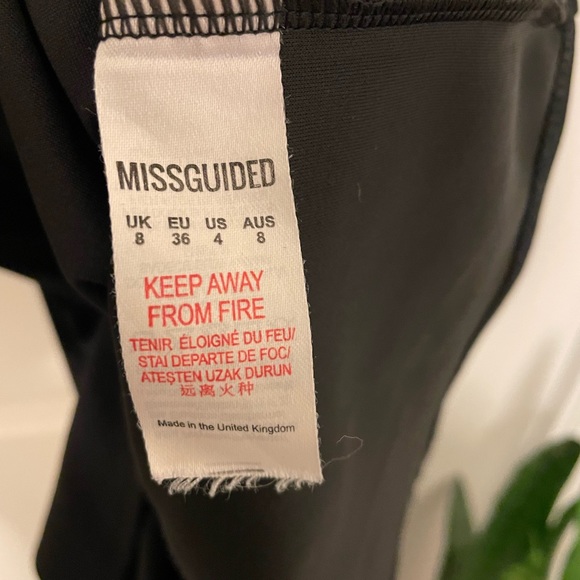 MISSGUIDED
UK EU US AUS
8 36 4 8
KEEP AWAY
FROM FIRE
TENIR ÉLOIGNÉ DU FEU/
STAI DEPARTE DE FOC/
ATEŞTEN UZAK DURUN
远离火种
Made in the United Kingdom